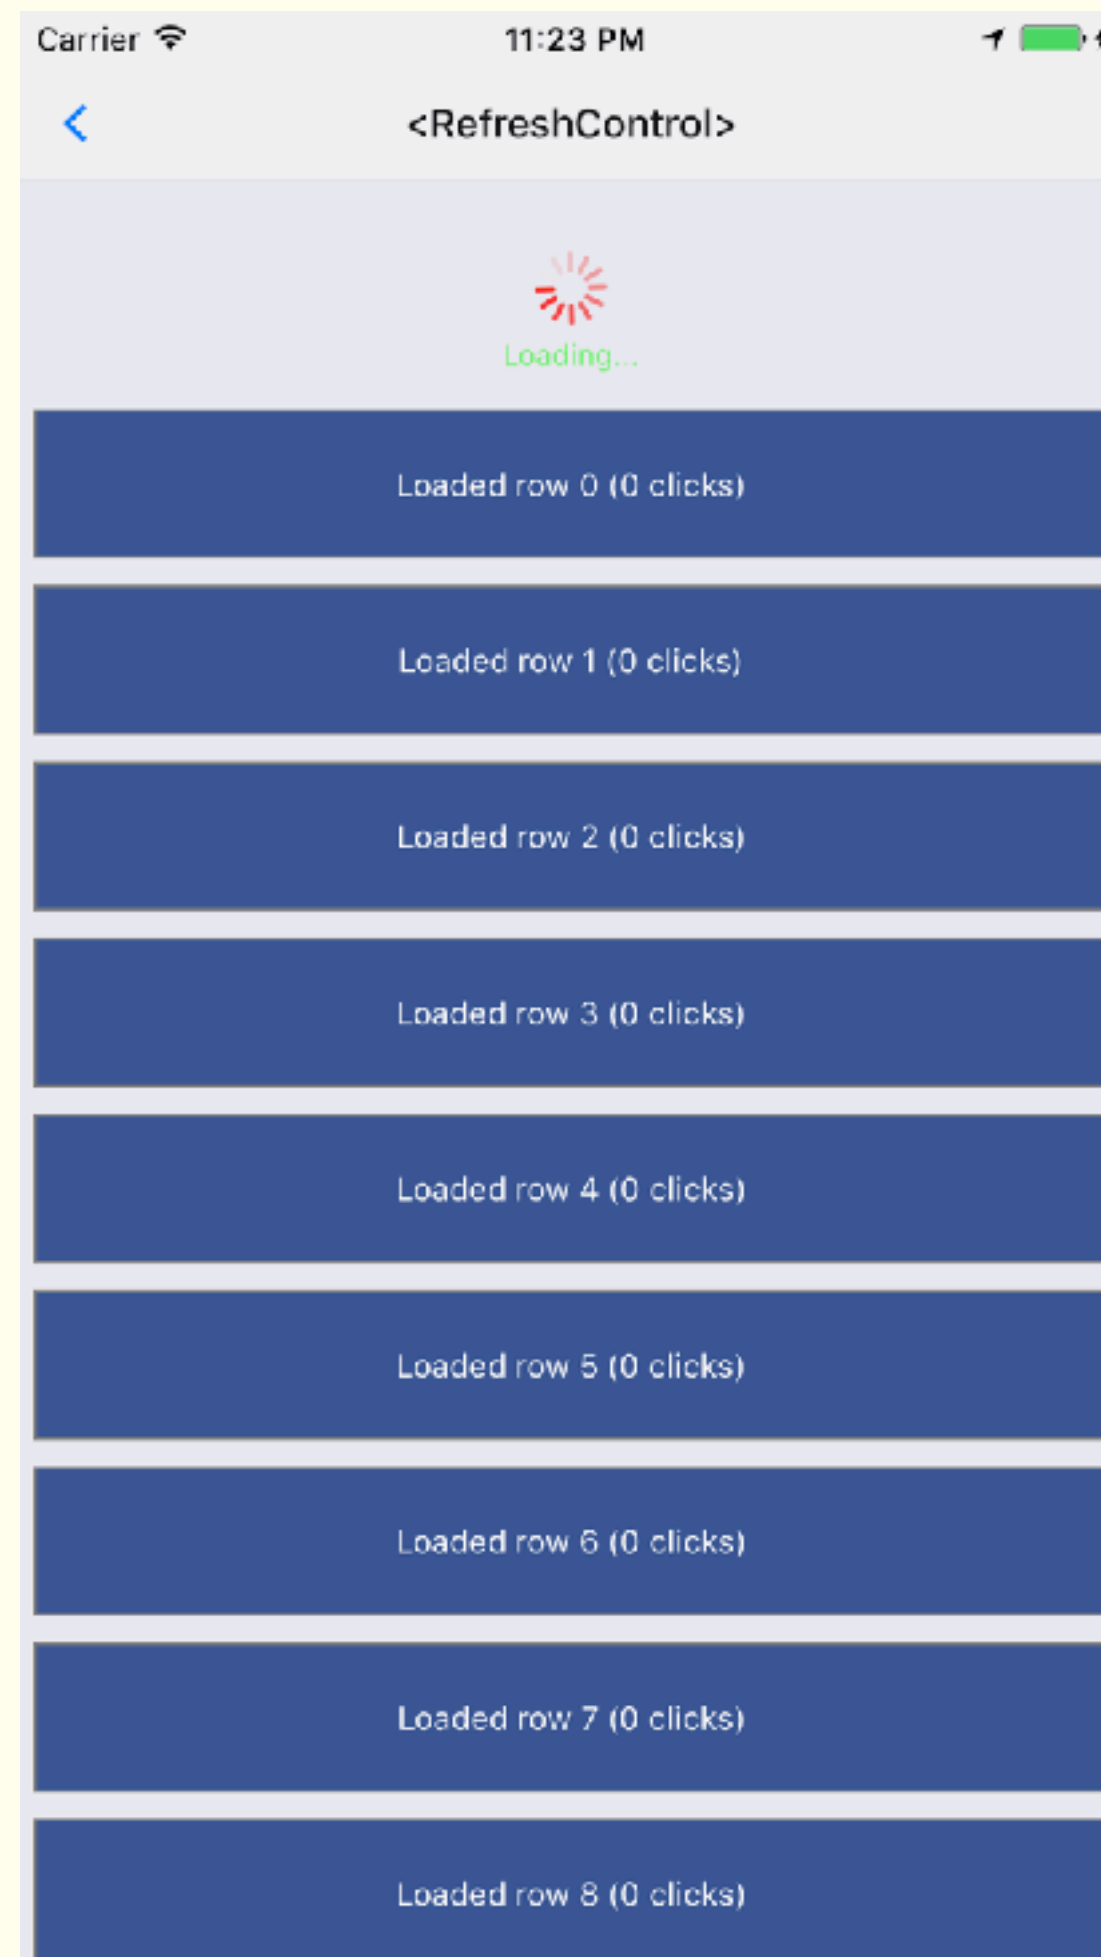 Carrier
11:23 PM
<RefreshControl>
Loading...
Loaded row 0 (0 clicks)
Loaded row 1 (0 clicks)
Loaded row 2 (0 clicks)
Loaded row 3 (0 clicks)
Loaded row 4 (0 clicks)
Loaded row 5 (0 clicks)
Loaded row 6 (0 clicks)
Loaded row 7 (0 clicks)
Loaded row 8 (0 clicks)